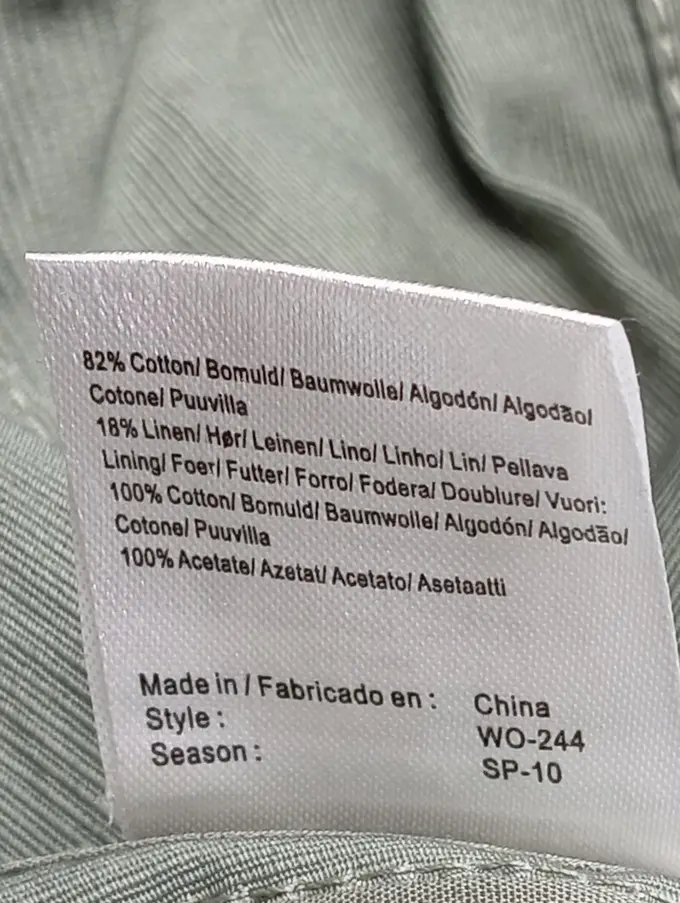 82% Cotton/ Bomuld/ Baumwolle/ Algodón/ Algodão/
Cotone/ Puuvilla
18% Linen/ Hør/ Leinen/ Lino/ Linho/ Lin/ Pellava
Lining/ Foer/ Futter/ Forro/ Fodera/ Doublure/ Vuori:
100% Cotton/ Bomuld/ Baumwolle/ Algodón/ Algodão/
Cotone/ Puuvilla
100% Acetate/ Azetat/ Acetato/ Asetaatti
Made in / Fabricado en : China
Style : WO-244
Season : SP-10